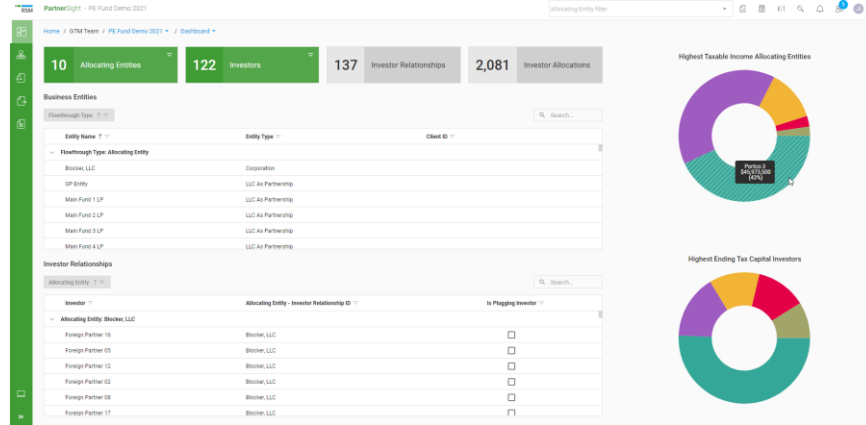 RSM PartnerSight - PE Fund Demo 2021
Allocating Entity filter
Home / GTM Team / PE Fund Demo 2021 / Dashboard
10 Allocating Entities
122 Investors
137 Investor Relationships
2,081 Investor Allocations
Highest Taxable Income Allocating Entities
Business Entities
Flowthrough Type
Search...
Entity Name Entity Type Client ID
Flowthrough Type: Allocating Entity
Blocker, LLC Corporation
GP Entity LLC As Partnership
Main Fund 1 LP LLC As Partnership
Main Fund 2 LP LLC As Partnership
Main Fund 3 LP LLC As Partnership
Main Fund 4 LP LLC As Partnership
Portco 3
$45,973,500
(43%)
Investor Relationships
Highest Ending Tax Capital Investors
Allocating Entity
Search...
Investor Allocating Entity - Investor Relationship ID Is Plugging Investor
Allocating Entity: Blocker, LLC
Foreign Partner 16 Blocker, LLC
Foreign Partner 05 Blocker, LLC
Foreign Partner 12 Blocker, LLC
Foreign Partner 02 Blocker, LLC
Foreign Partner 08 Blocker, LLC
Foreign Partner 17 Blocker, LLC